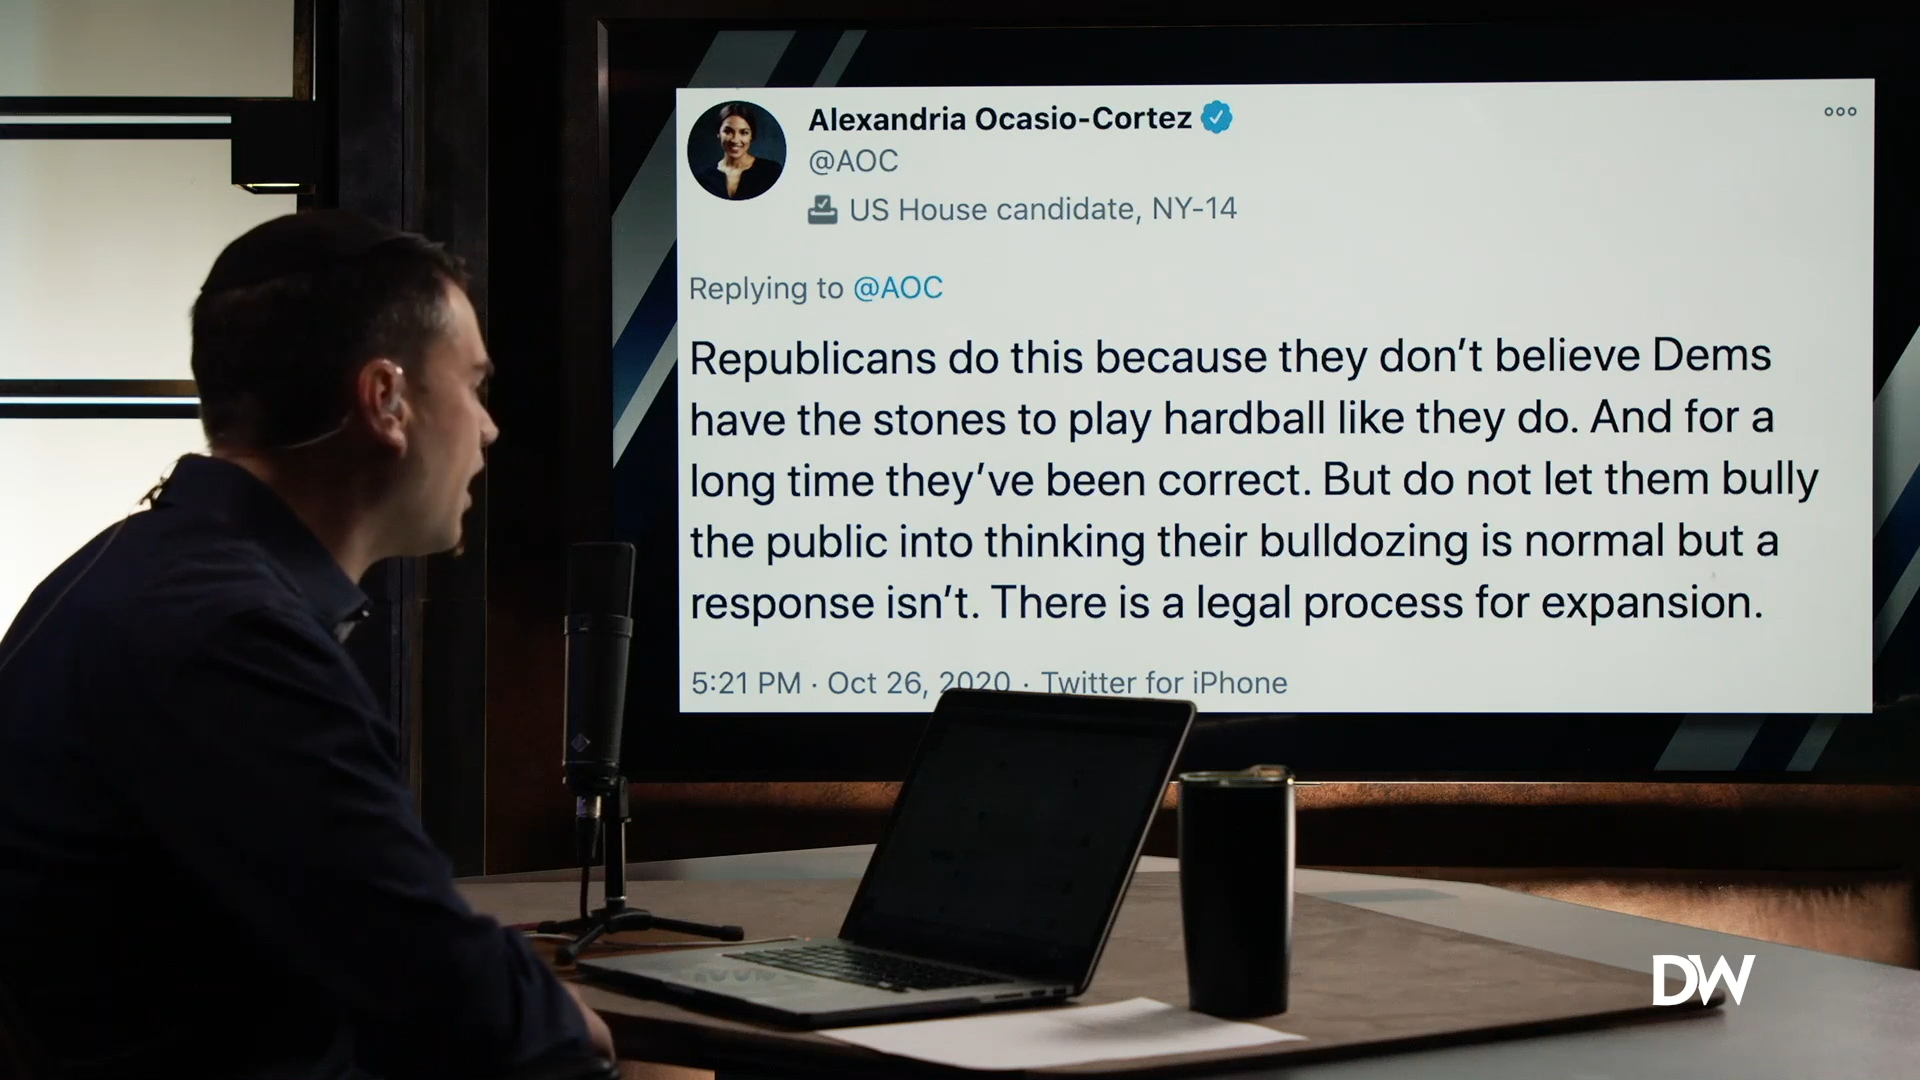 Alexandria Ocasio-Cortez
@AOC
US House candidate, NY-14
Replying to @AOC
Republicans do this because they don’t believe Dems
have the stones to play hardball like they do. And for a
long time they’ve been correct. But do not let them bully
the public into thinking their bulldozing is normal but a
response isn’t. There is a legal process for expansion.
5:21 PM · Oct 26, 2020 · Twitter for iPhone
DW